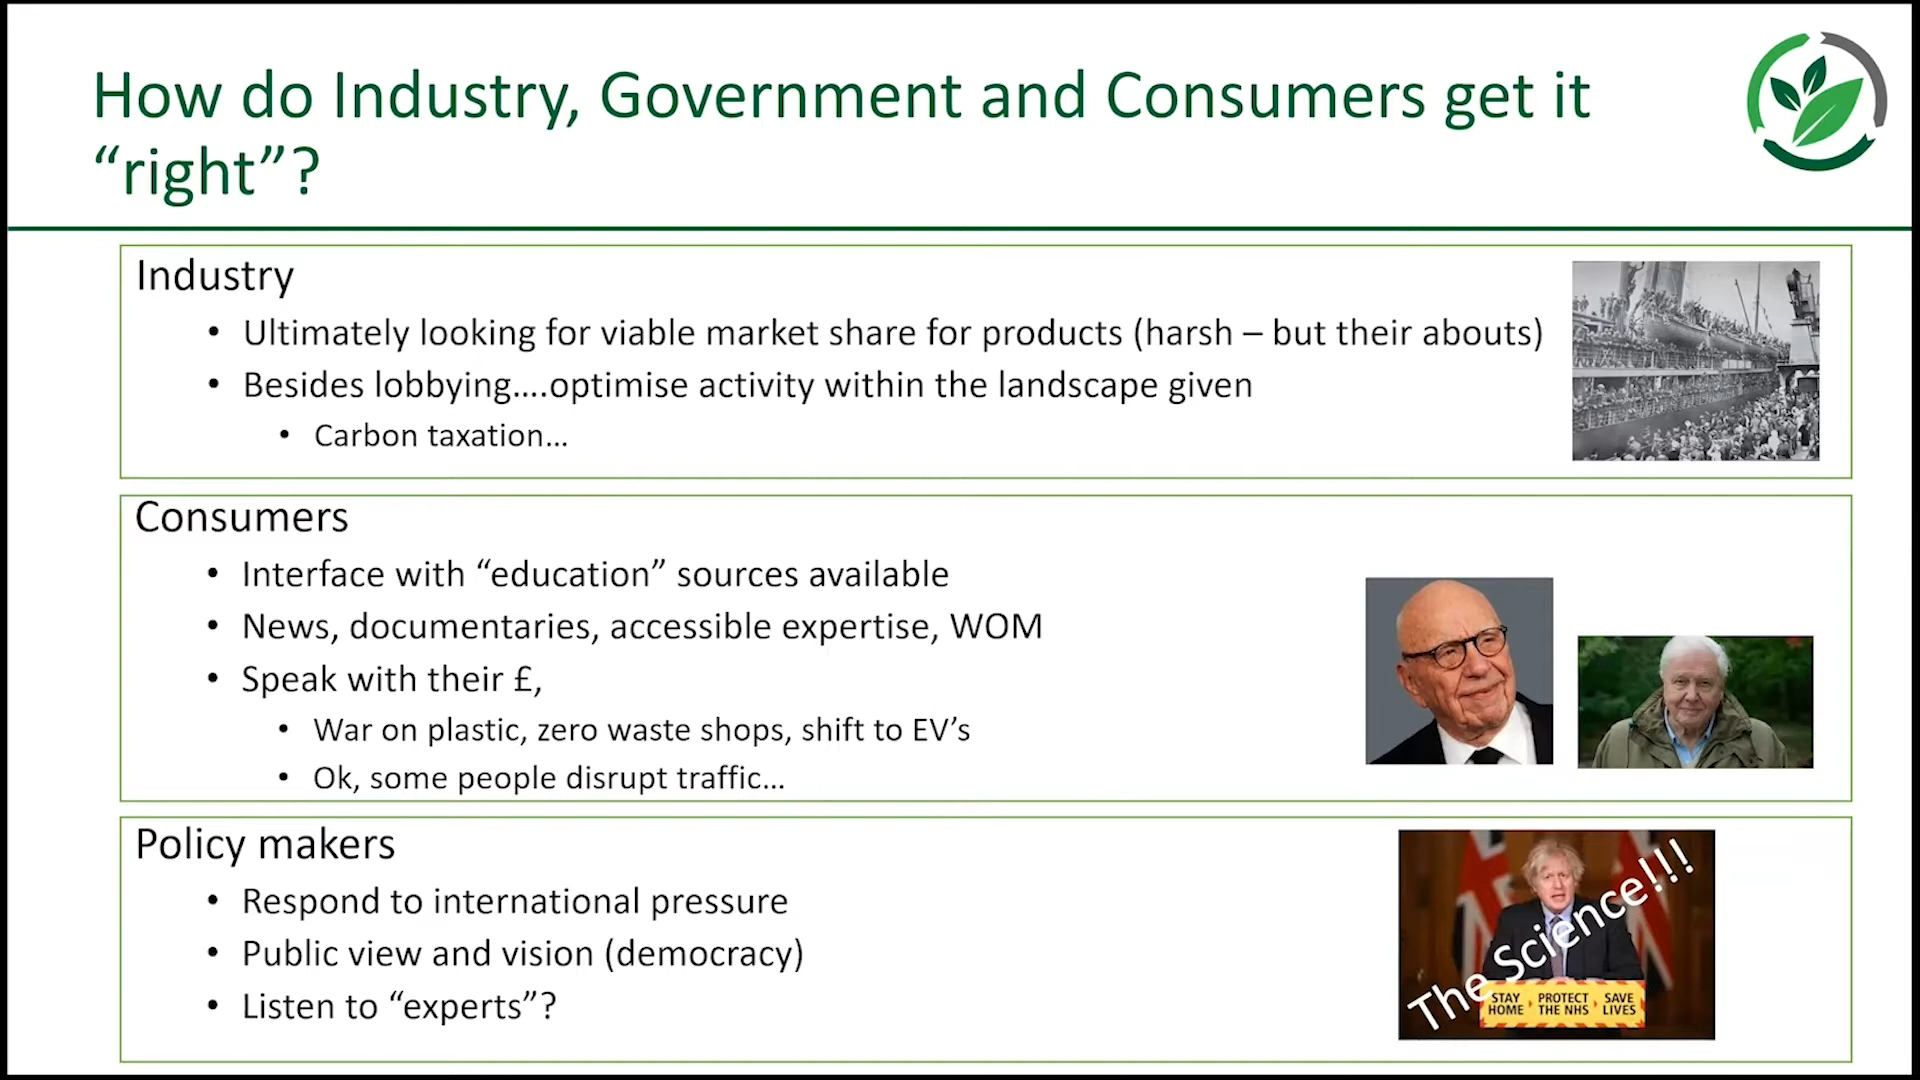 How do Industry, Government and Consumers get it
“right”?
Industry
• Ultimately looking for viable market share for products (harsh – but their abouts)
• Besides lobbying....optimise activity within the landscape given
• Carbon taxation...
Consumers
• Interface with “education” sources available
• News, documentaries, accessible expertise, WOM
• Speak with their £,
• War on plastic, zero waste shops, shift to EV’s
• Ok, some people disrupt traffic...
Policy makers
• Respond to international pressure
• Public view and vision (democracy)
• Listen to “experts”?
The Science!!!
STAY HOME › PROTECT THE NHS › SAVE LIVES